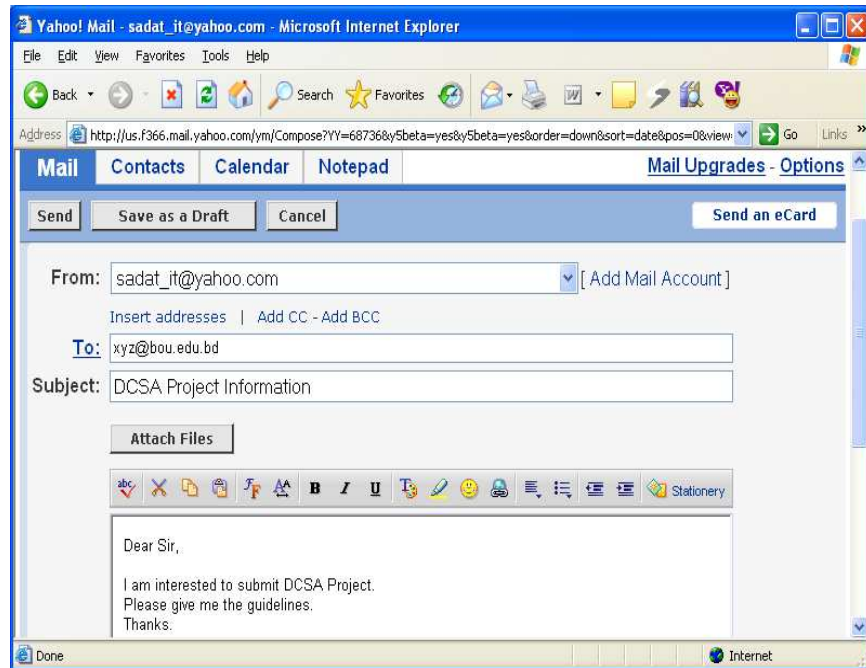 Yahoo! Mail - sadat_it@yahoo.com - Microsoft Internet Explorer
File Edit View Favorites Tools Help
Back Search Favorites
Address http://us.f366.mail.yahoo.com/ym/Compose?YY=68736&y5beta=yes&y5beta=yes&order=down&sort=date&pos=0&view= Go Links »
Mail Contacts Calendar Notepad Mail Upgrades - Options
Send Save as a Draft Cancel Send an eCard
From: sadat_it@yahoo.com [ Add Mail Account ]
Insert addresses | Add CC - Add BCC
To: xyz@bou.edu.bd
Subject: DCSA Project Information
Attach Files
abc B I U Stationery
Dear Sir,
I am interested to submit DCSA Project.
Please give me the guidelines.
Thanks.
Done Internet